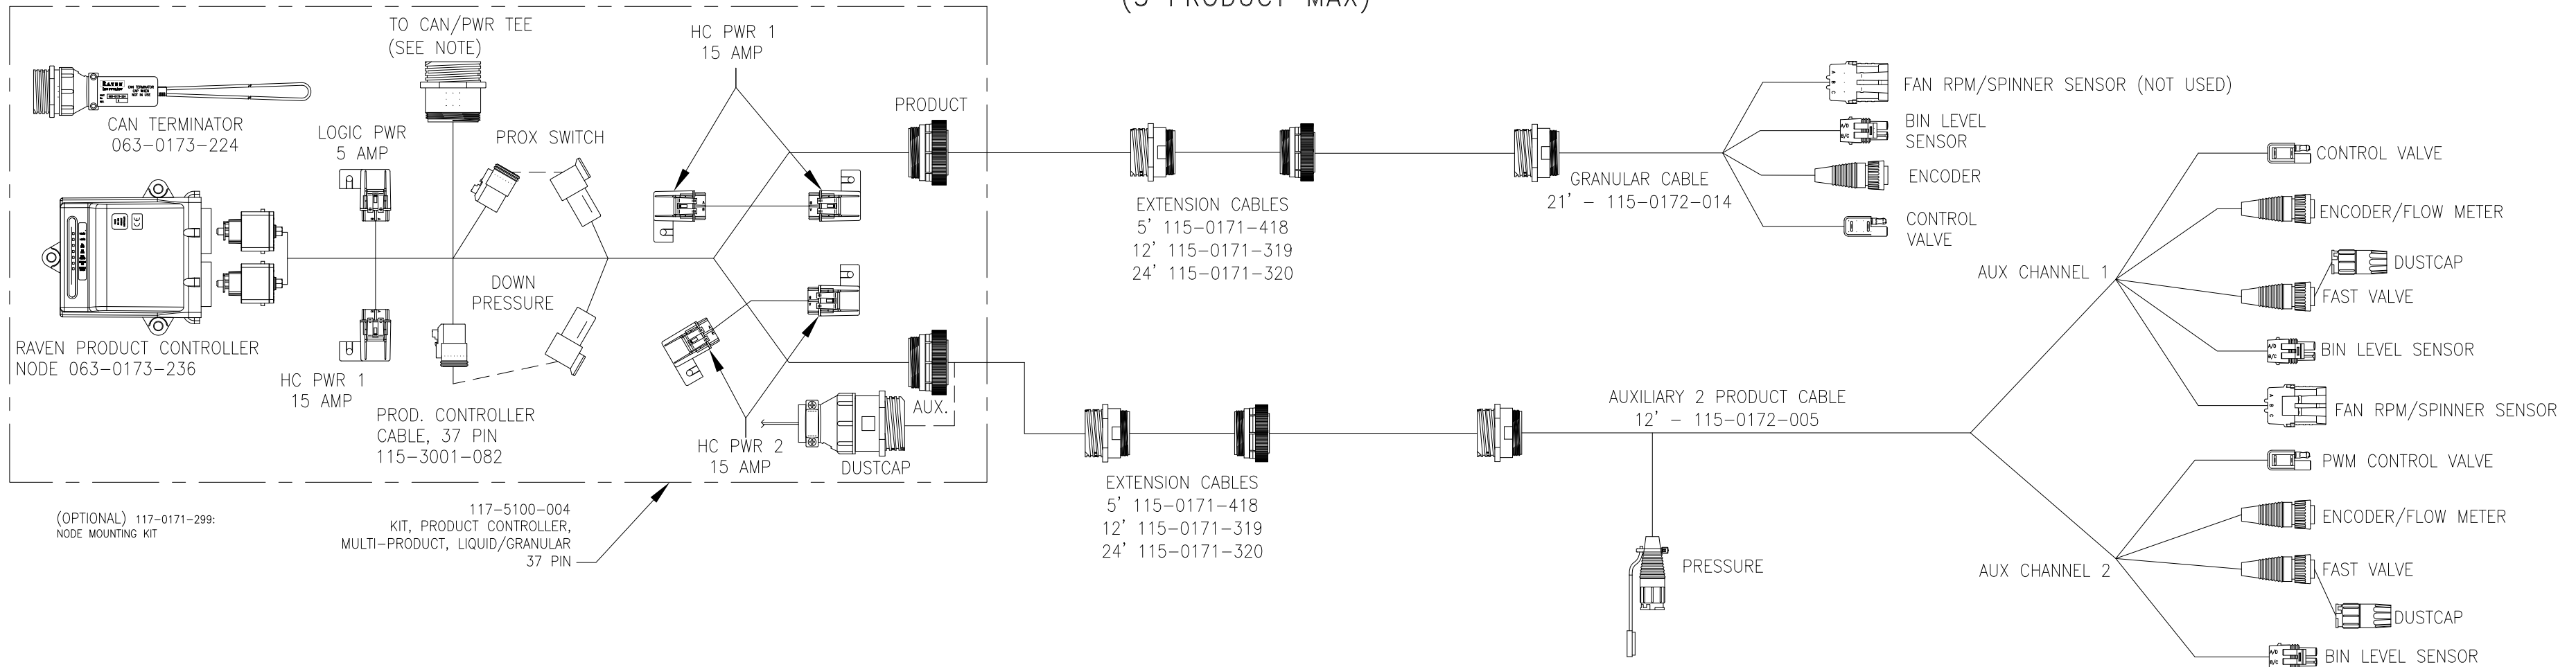 (3 PRODUCT MAX)
TO CAN/PWR TEE
(SEE NOTE)
HC PWR 1
15 AMP
CAN TERMINATOR
063-0173-224
LOGIC PWR
5 AMP
PROX SWITCH
PRODUCT
RAVEN PRODUCT CONTROLLER
NODE 063-0173-236
HC PWR 1
15 AMP
DOWN
PRESSURE
PROD. CONTROLLER
CABLE, 37 PIN
115-3001-082
HC PWR 2
15 AMP
AUX.
DUSTCAP
(OPTIONAL) 117-0171-299:
NODE MOUNTING KIT
117-5100-004
KIT, PRODUCT CONTROLLER,
MULTI-PRODUCT, LIQUID/GRANULAR
37 PIN
EXTENSION CABLES
5' 115-0171-418
12' 115-0171-319
24' 115-0171-320
GRANULAR CABLE
21' - 115-0172-014
FAN RPM/SPINNER SENSOR (NOT USED)
BIN LEVEL
SENSOR
ENCODER
CONTROL
VALVE
EXTENSION CABLES
5' 115-0171-418
12' 115-0171-319
24' 115-0171-320
AUXILIARY 2 PRODUCT CABLE
12' - 115-0172-005
PRESSURE
AUX CHANNEL 1
CONTROL VALVE
ENCODER/FLOW METER
DUSTCAP
FAST VALVE
BIN LEVEL SENSOR
FAN RPM/SPINNER SENSOR
AUX CHANNEL 2
PWM CONTROL VALVE
ENCODER/FLOW METER
FAST VALVE
DUSTCAP
BIN LEVEL SENSOR